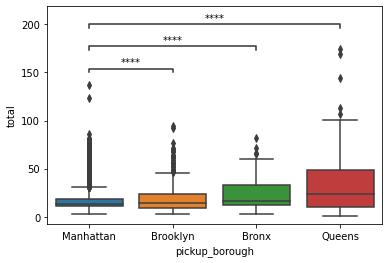 200
****
****
****
150
100
50
0
total
Manhattan Brooklyn Bronx Queens
pickup_borough